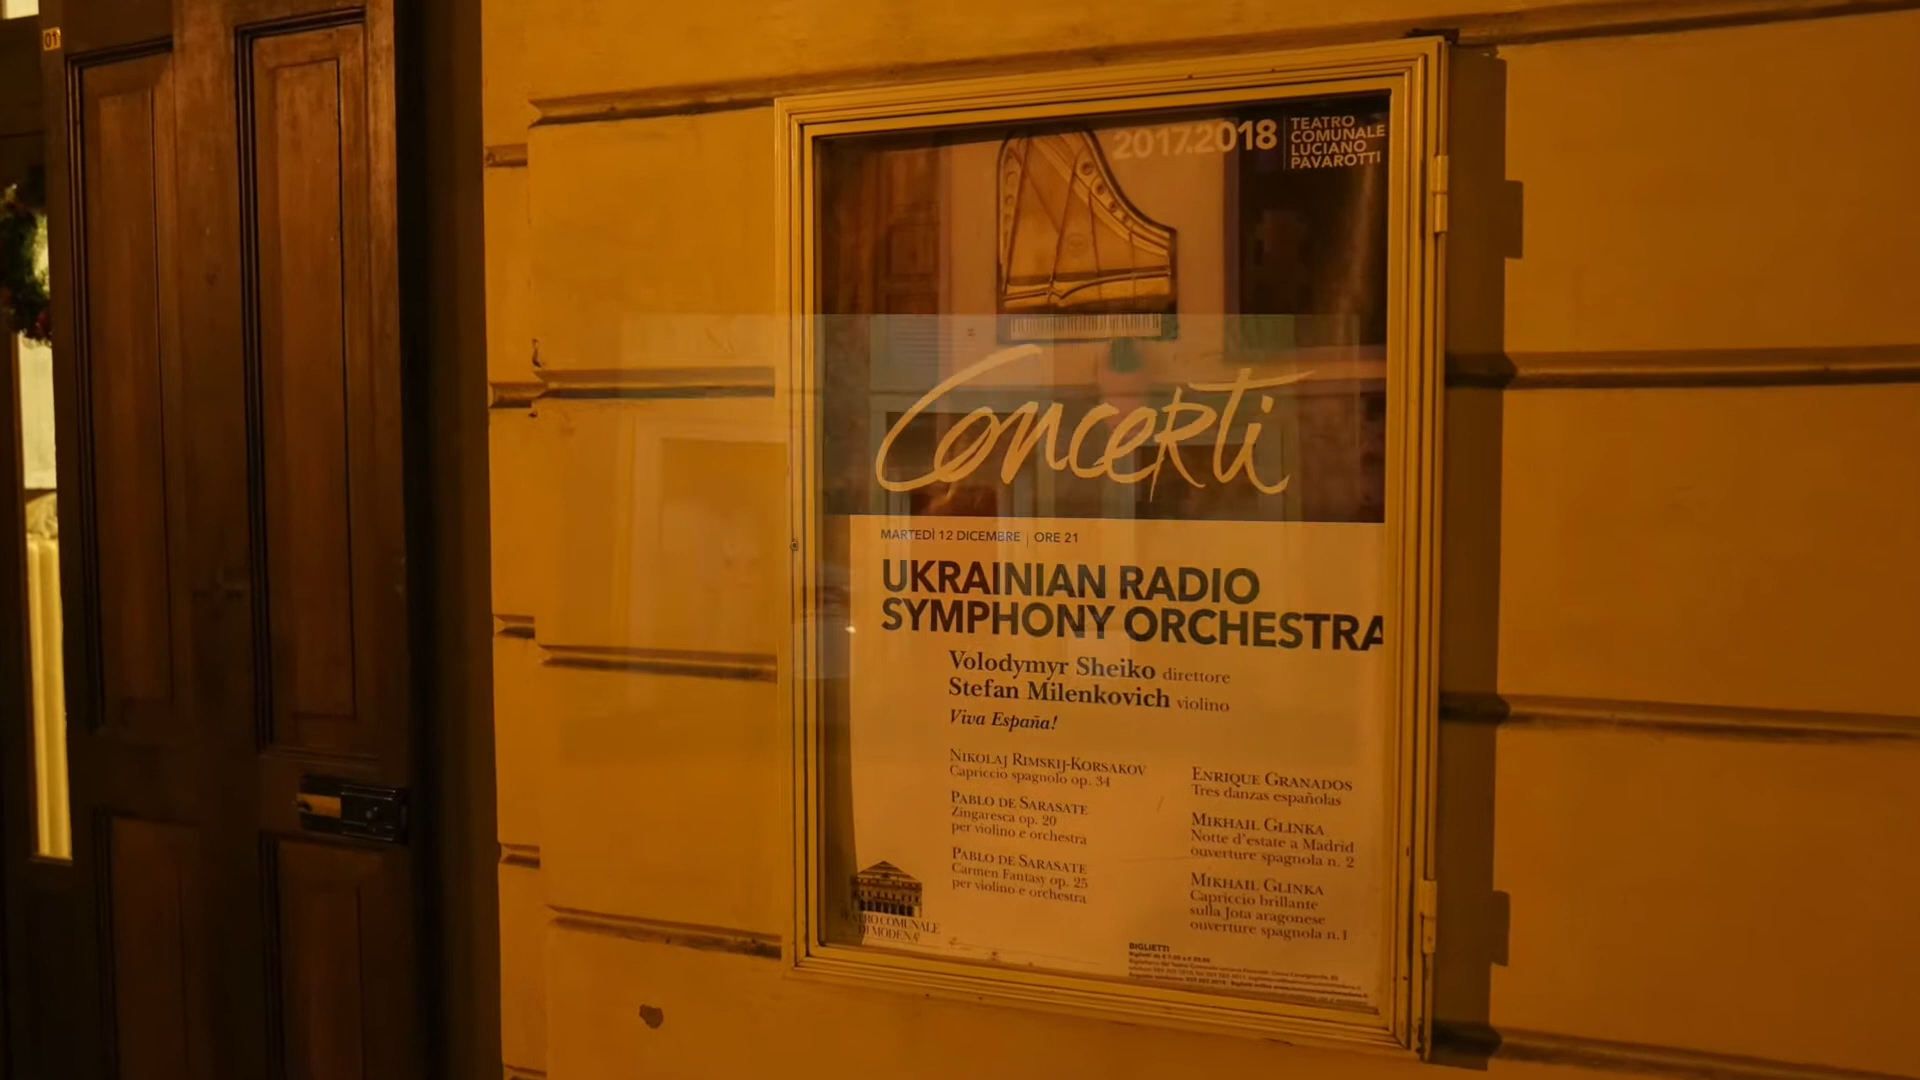 01
2017.2018
TEATRO
COMUNALE
LUCIANO
PAVAROTTI
Concerti
MARTEDÌ 12 DICEMBRE | ORE 21
UKRAINIAN RADIO
SYMPHONY ORCHESTRA
Volodymyr Sheiko direttore
Stefan Milenkovich violino
Viva España!
NIKOLAJ RIMSKIJ-KORSAKOV
Capriccio spagnolo op. 34
PABLO DE SARASATE
Zingaresca op. 20
per violino e orchestra
PABLO DE SARASATE
Carmen Fantasy op. 25
per violino e orchestra
ENRIQUE GRANADOS
Tres danzas españolas
MIKHAIL GLINKA
Notte d'estate a Madrid
ouverture spagnola n. 2
MIKHAIL GLINKA
Capriccio brillante
sulla Jota aragonese
ouverture spagnola n.1
TEATRO COMUNALE
DI MODENA
BIGLIETTI